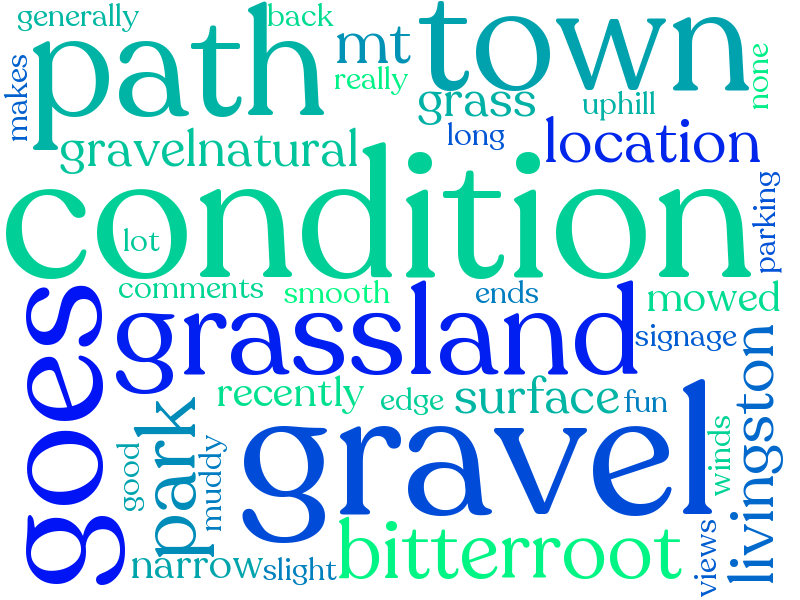 generally
back
path
mt
town
really
makes
none
grass
uphill
gravelnatural
long
location
condition
lot
parking
comments
smooth
ends
mowed
goes
grassland
signage
recently
edge
surface
fun
livingston
park
good
muddy
gravel
winds
narrow
slight
bitterroot
views